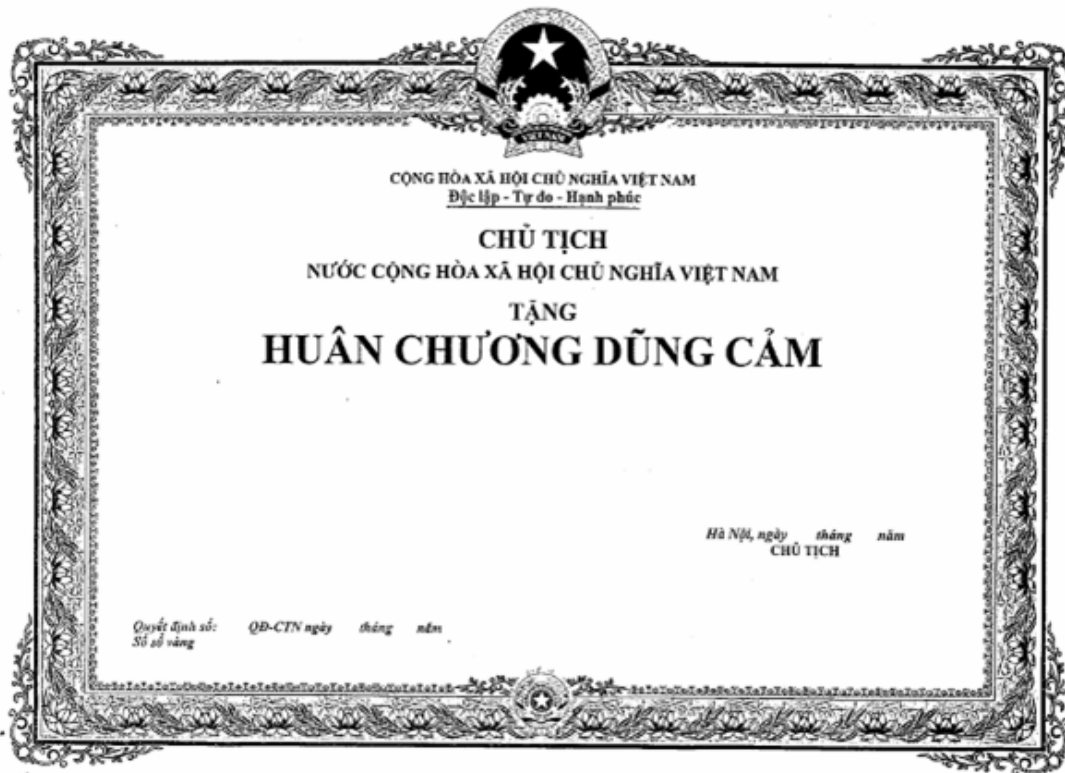 VIỆT NAM
CỘNG HÒA XÃ HỘI CHỦ NGHĨA VIỆT NAM
Độc lập - Tự do - Hạnh phúc
CHỦ TỊCH
NƯỚC CỘNG HÒA XÃ HỘI CHỦ NGHĨA VIỆT NAM
TẶNG
HUÂN CHƯƠNG DŨNG CẢM
Hà Nội, ngày tháng năm
CHỦ TỊCH
Quyết định số: QĐ-CTN ngày tháng năm
Số sổ vàng